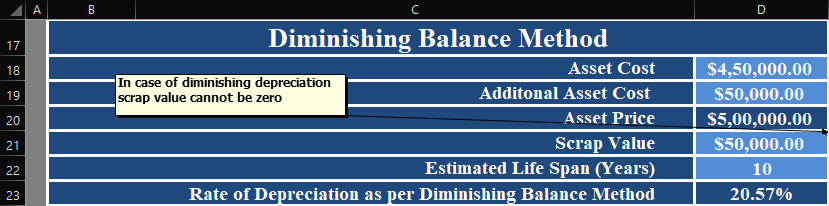 A B C D
17 Diminishing Balance Method
18 Asset Cost $4,50,000.00
In case of diminishing depreciation
scrap value cannot be zero
19 Additonal Asset Cost $50,000.00
20 Asset Price $5,00,000.00
21 Scrap Value $50,000.00
22 Estimated Life Span (Years) 10
23 Rate of Depreciation as per Diminishing Balance Method 20.57%